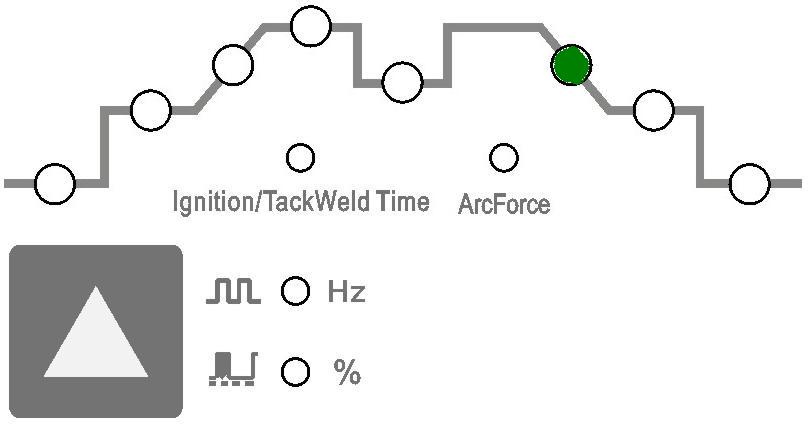 Ignition/TackWeld Time
ArcForce
Hz
%